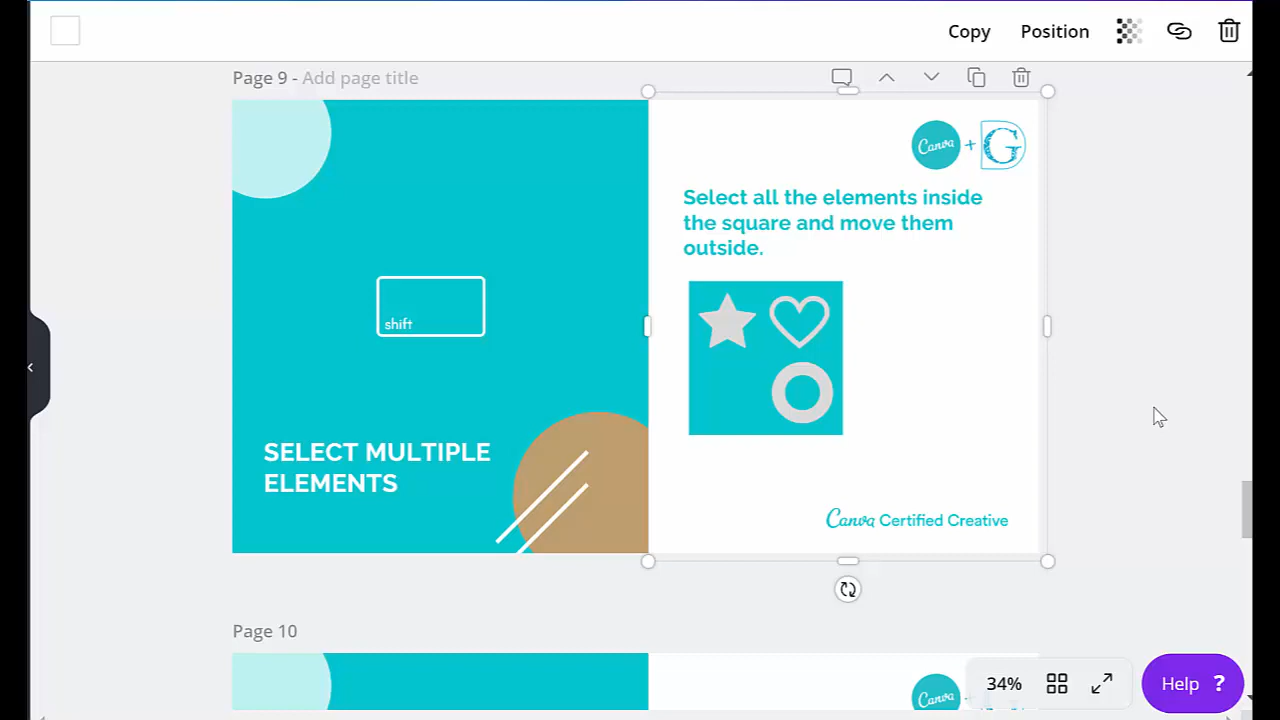 Copy Position
Page 9 - Add page title
Canva + G
Select all the elements inside
the square and move them
outside.
shift
SELECT MULTIPLE
ELEMENTS
Canva Certified Creative
Page 10
Canva
34%
Help ?